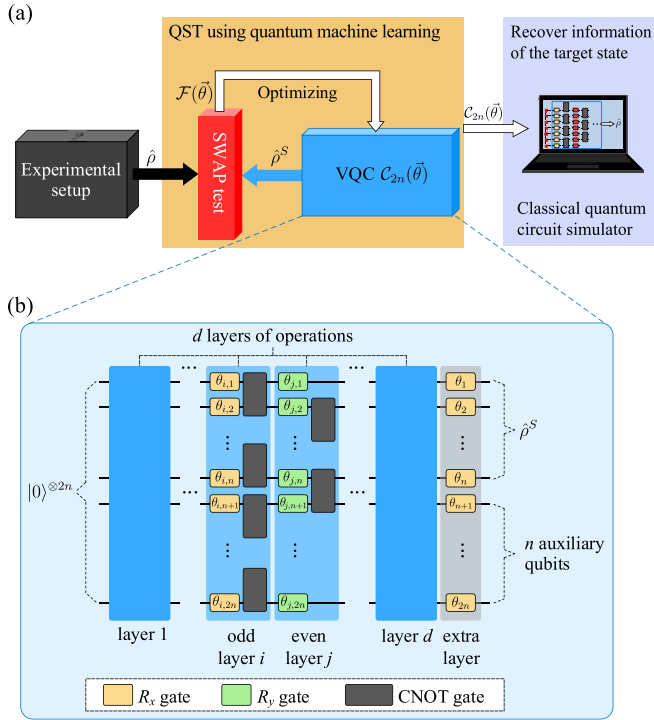 (a)
QST using quantum machine learning
Recover information
of the target state
𝓕(θ⃗)
Optimizing
𝒞₂ₙ(θ⃗)
?
Experimental
setup
ρ̂
SWAP test
ρ̂ˢ
VQC 𝒞₂ₙ(θ⃗)
ρ̂
Classical quantum
circuit simulator
(b)
d layers of operations
... ...
θᵢ,₁ θⱼ,₁ θ₁
θᵢ,₂ θⱼ,₂ θ₂
⋮ ⋮ ⋮ ρ̂ˢ
θᵢ,ₙ θⱼ,ₙ θₙ
|0⟩^⊗2n ... ...
θᵢ,ₙ₊₁ θⱼ,ₙ₊₁ θₙ₊₁
⋮ ⋮ ⋮
n auxiliary
qubits
θᵢ,₂ₙ θⱼ,₂ₙ θ₂ₙ
layer 1
odd
layer i
even
layer j
layer d
extra
layer
Rₓ gate
R_y gate
CNOT gate